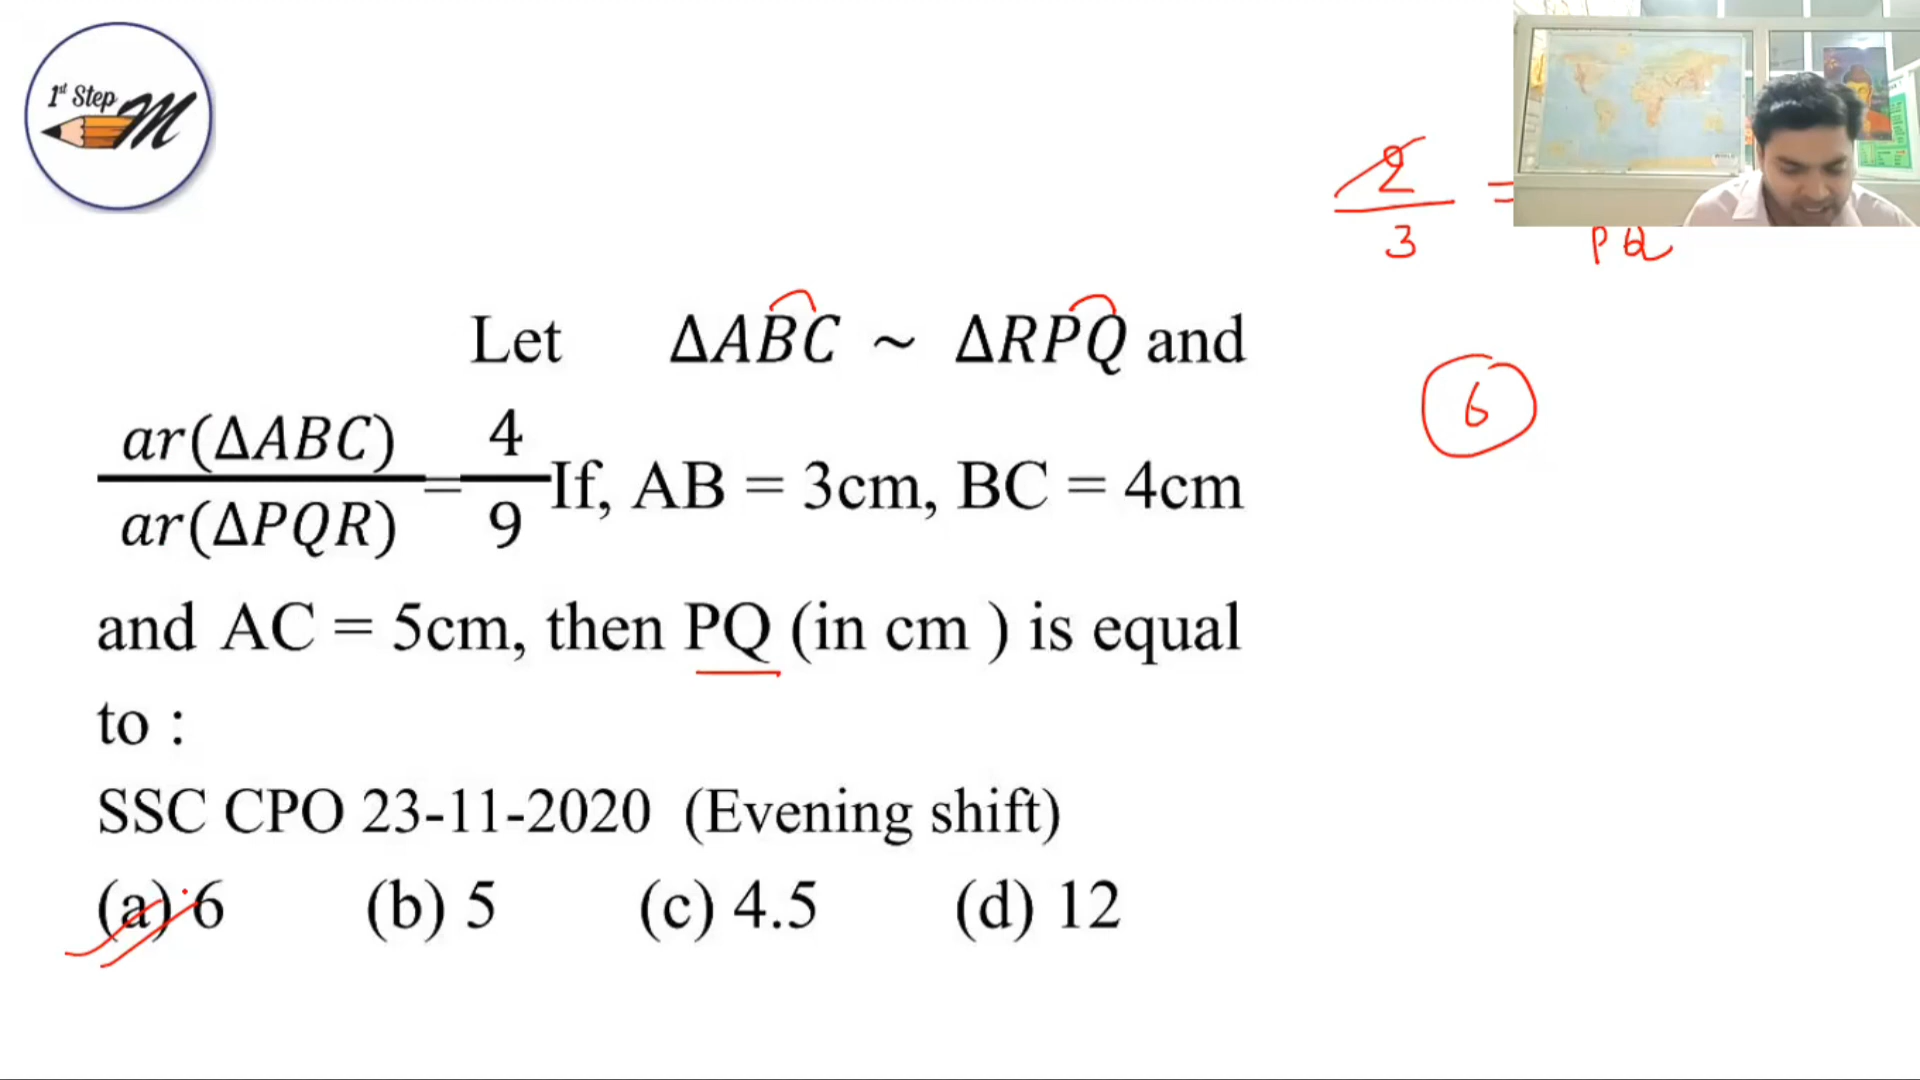 1st Step
M
2
3
=
PQ
Let ΔABC ~ ΔRPQ and
6
ar(ΔABC) 4
= If, AB = 3cm, BC = 4cm
ar(ΔPQR) 9
and AC = 5cm, then PQ (in cm ) is equal
to :
SSC CPO 23-11-2020 (Evening shift)
(a) 6 (b) 5 (c) 4.5 (d) 12